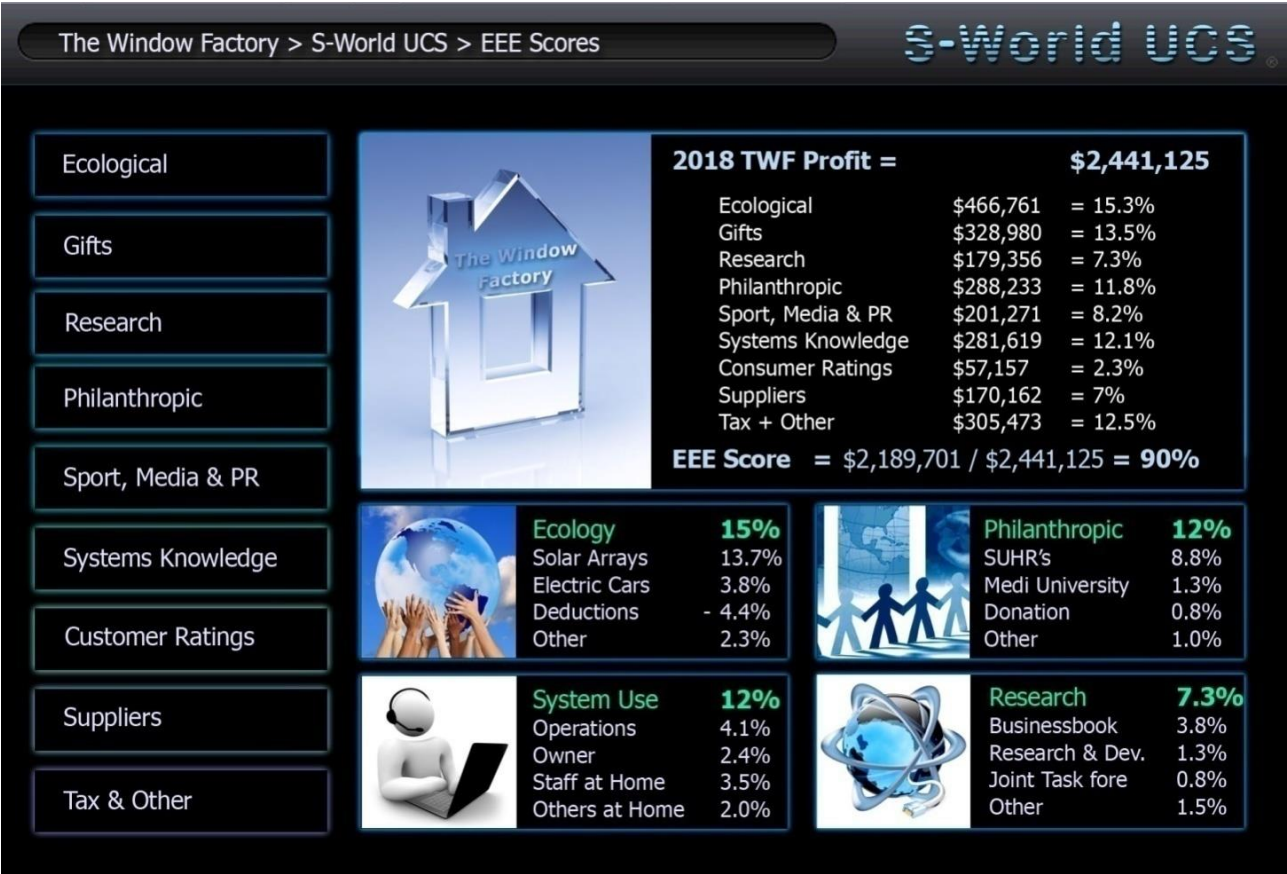 The Window Factory > S-World UCS > EEE Scores
S-World UCS ®
Ecological
Gifts
Research
Philanthropic
Sport, Media & PR
Systems Knowledge
Customer Ratings
Suppliers
Tax & Other
The Window
Factory
2018 TWF Profit = $2,441,125
Ecological $466,761 = 15.3%
Gifts $328,980 = 13.5%
Research $179,356 = 7.3%
Philanthropic $288,233 = 11.8%
Sport, Media & PR $201,271 = 8.2%
Systems Knowledge $281,619 = 12.1%
Consumer Ratings $57,157 = 2.3%
Suppliers $170,162 = 7%
Tax + Other $305,473 = 12.5%
EEE Score = $2,189,701 / $2,441,125 = 90%
Ecology 15%
Solar Arrays 13.7%
Electric Cars 3.8%
Deductions - 4.4%
Other 2.3%
Philanthropic 12%
SUHR's 8.8%
Medi University 1.3%
Donation 0.8%
Other 1.0%
System Use 12%
Operations 4.1%
Owner 2.4%
Staff at Home 3.5%
Others at Home 2.0%
Research 7.3%
Businessbook 3.8%
Research & Dev. 1.3%
Joint Task fore 0.8%
Other 1.5%